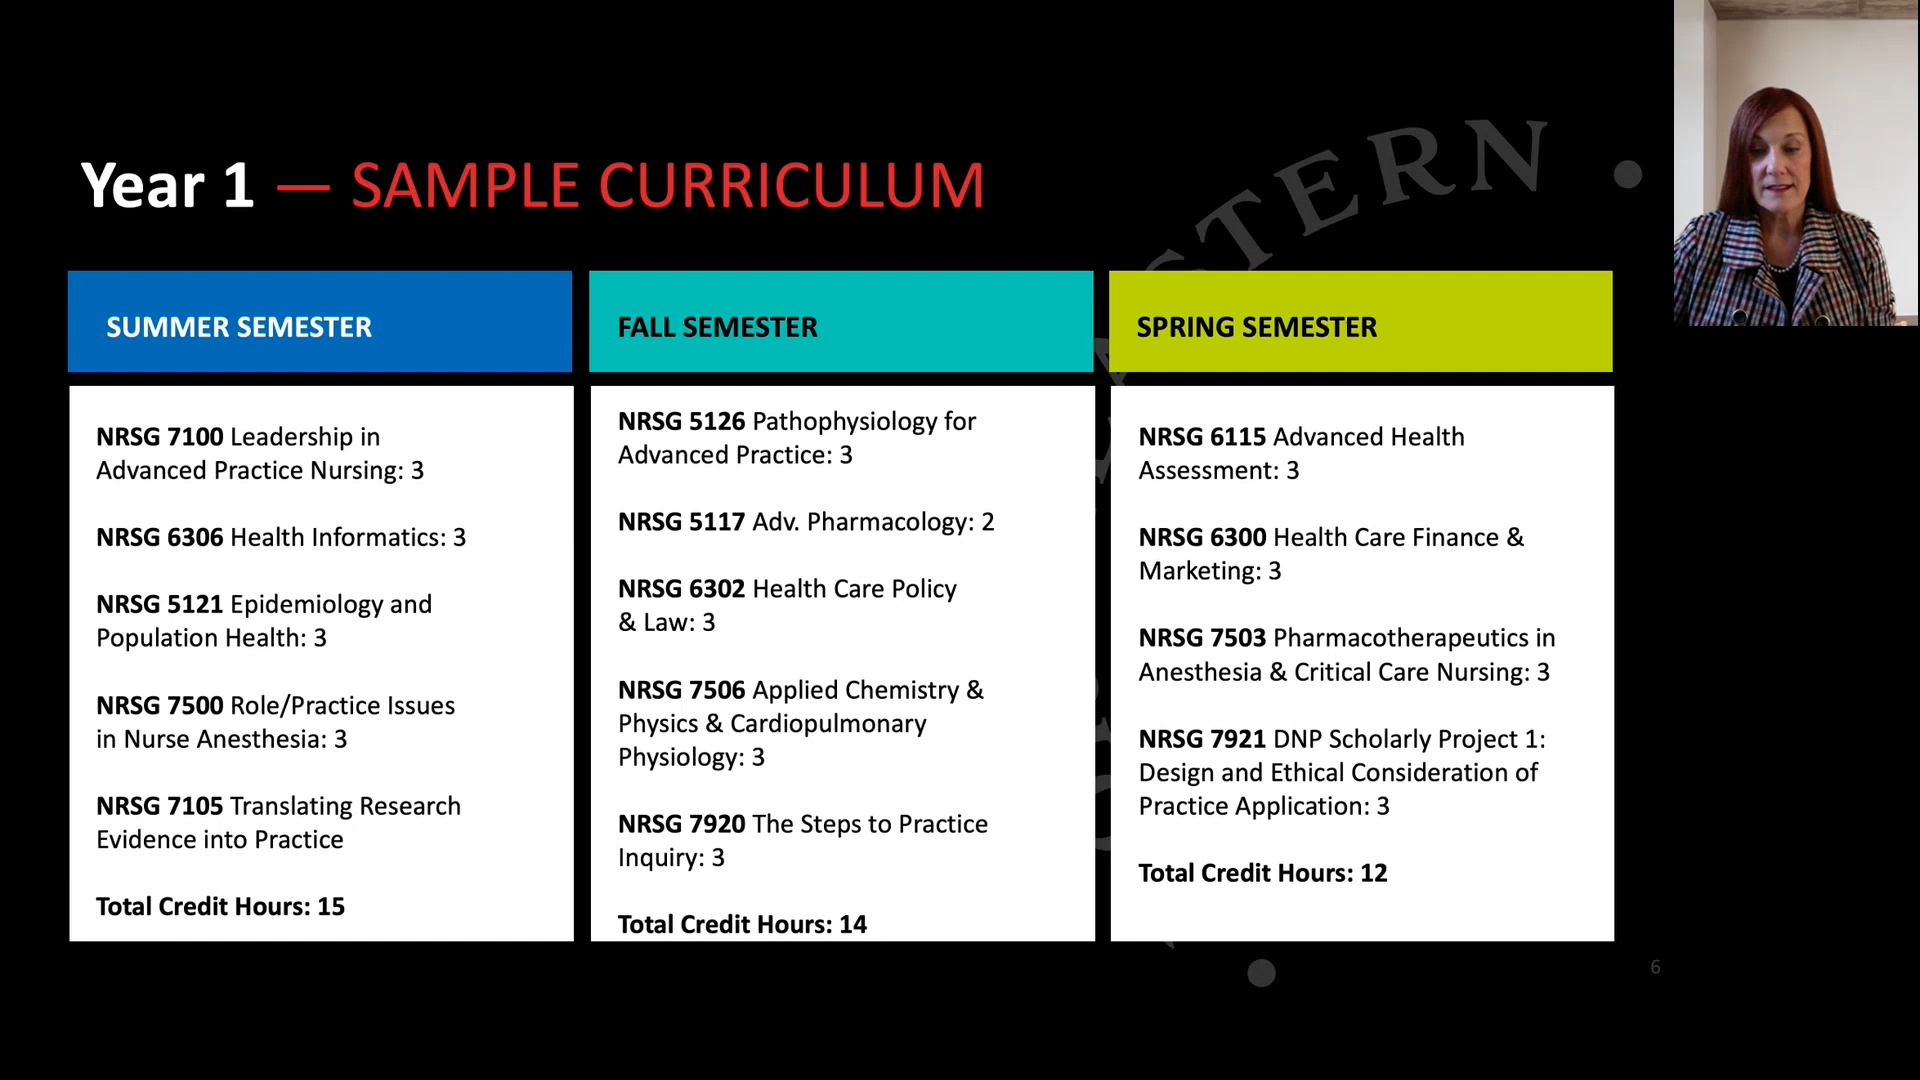 Year 1 — SAMPLE CURRICULUM
SUMMER SEMESTER
NRSG 7100 Leadership in
Advanced Practice Nursing: 3
NRSG 6306 Health Informatics: 3
NRSG 5121 Epidemiology and
Population Health: 3
NRSG 7500 Role/Practice Issues
in Nurse Anesthesia: 3
NRSG 7105 Translating Research
Evidence into Practice
Total Credit Hours: 15
FALL SEMESTER
NRSG 5126 Pathophysiology for
Advanced Practice: 3
NRSG 5117 Adv. Pharmacology: 2
NRSG 6302 Health Care Policy
& Law: 3
NRSG 7506 Applied Chemistry &
Physics & Cardiopulmonary
Physiology: 3
NRSG 7920 The Steps to Practice
Inquiry: 3
Total Credit Hours: 14
SPRING SEMESTER
NRSG 6115 Advanced Health
Assessment: 3
NRSG 6300 Health Care Finance &
Marketing: 3
NRSG 7503 Pharmacotherapeutics in
Anesthesia & Critical Care Nursing: 3
NRSG 7921 DNP Scholarly Project 1:
Design and Ethical Consideration of
Practice Application: 3
Total Credit Hours: 12
6